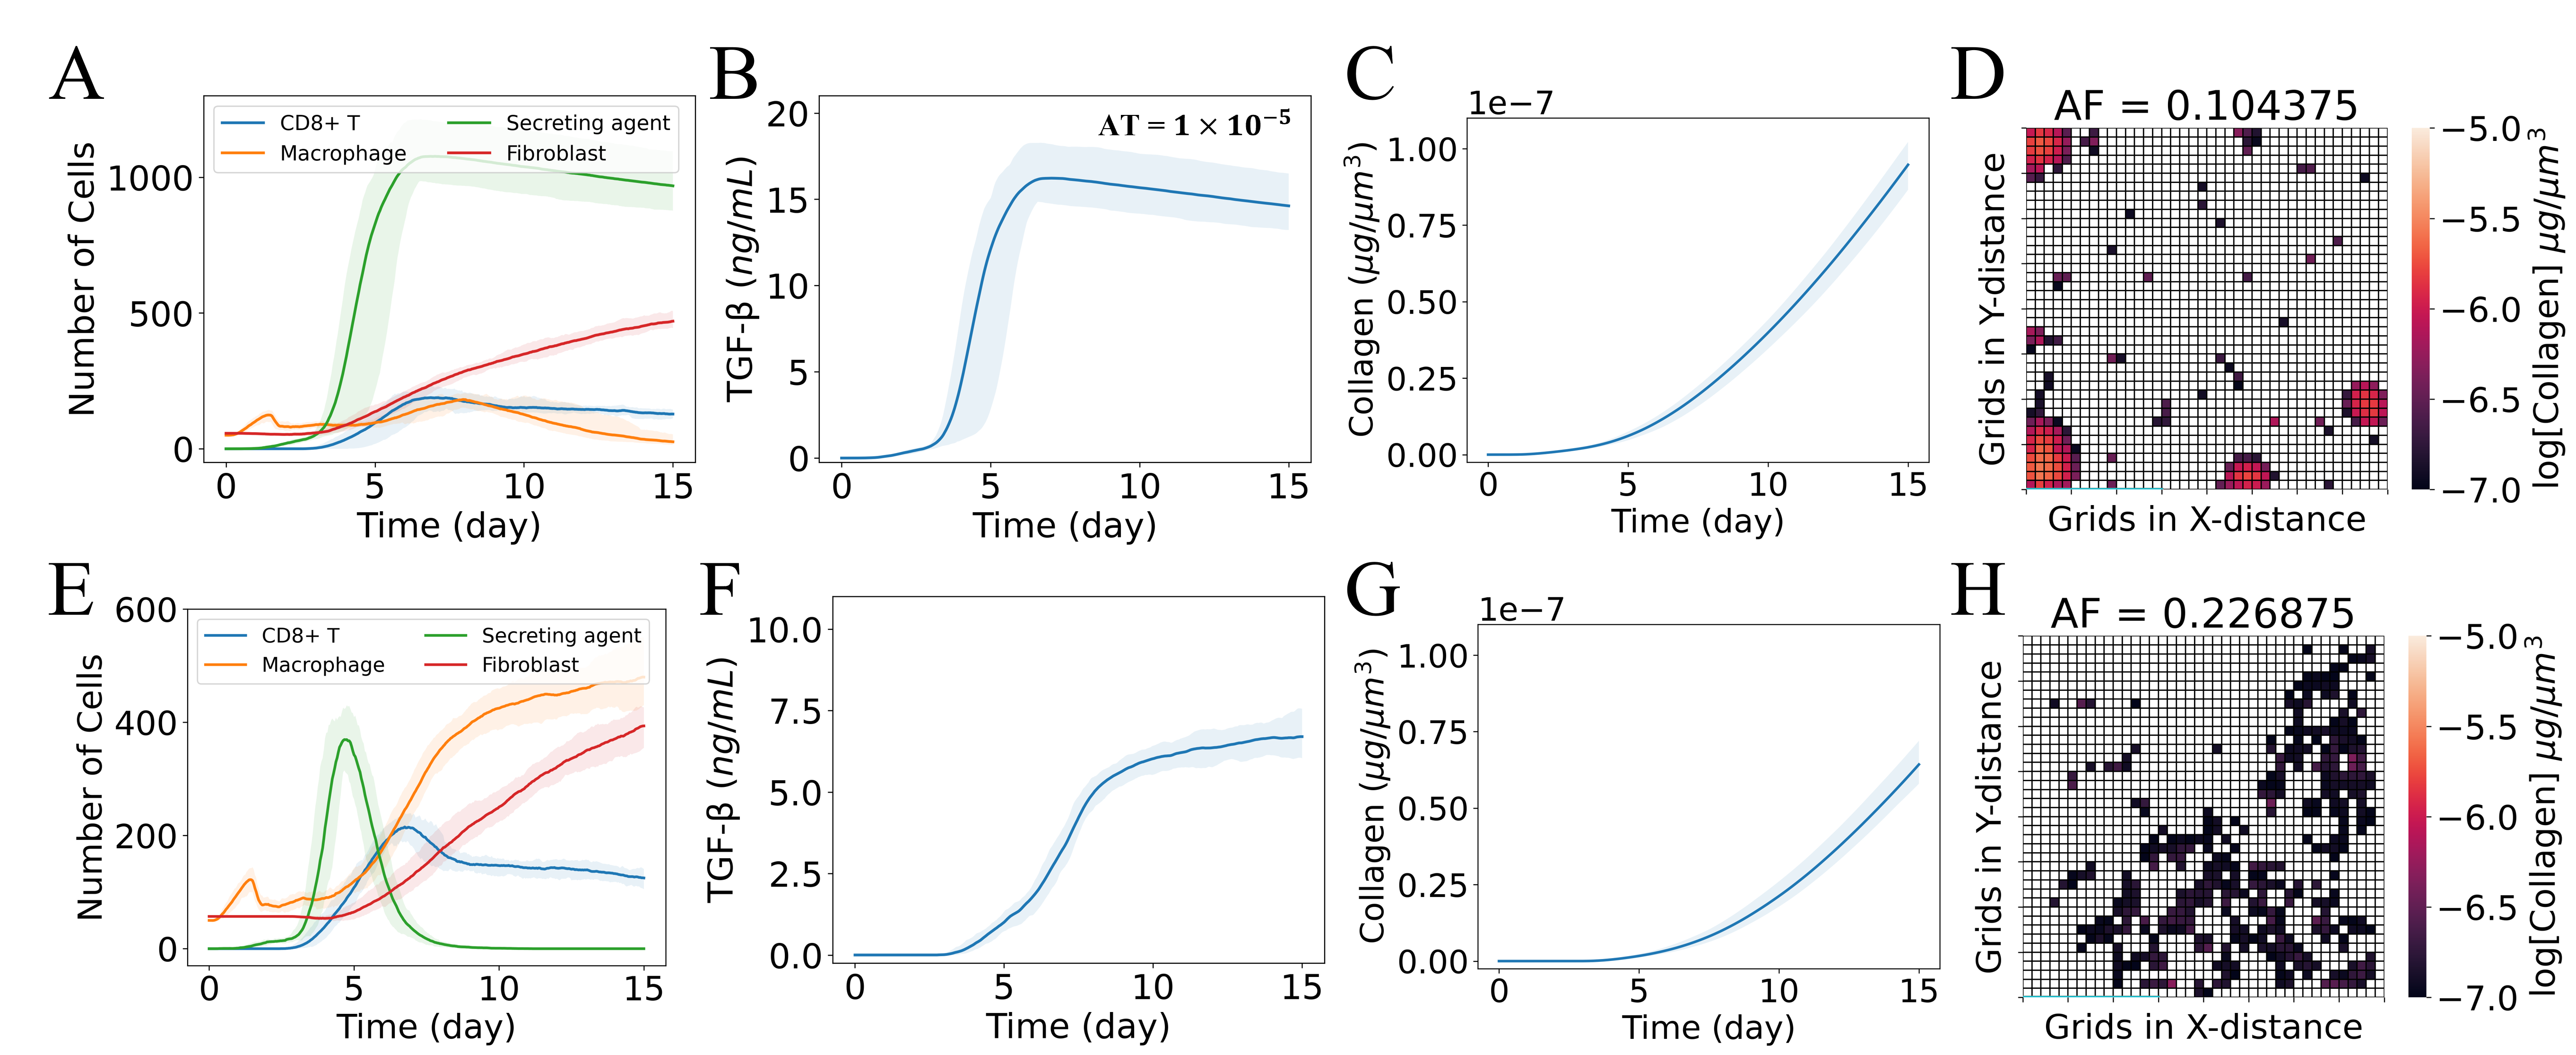 A
Number of Cells
1000
500
0
CD8+ T
Macrophage
Secreting agent
Fibroblast
0 5 10 15
Time (day)
B
TGF-β (ng/mL)
20
15
10
5
0
AT = 1 × 10⁻⁵
0 5 10 15
Time (day)
C
1e−7
Collagen (μg/μm³)
1.00
0.75
0.50
0.25
0.00
0 5 10 15
Time (day)
D
AF = 0.104375
Grids in Y-distance
Grids in X-distance
−5.0
−5.5
−6.0
−6.5
−7.0
log[Collagen] μg/μm³
E
Number of Cells
600
400
200
0
CD8+ T
Macrophage
Secreting agent
Fibroblast
0 5 10 15
Time (day)
F
TGF-β (ng/mL)
10.0
7.5
5.0
2.5
0.0
0 5 10 15
Time (day)
G
1e−7
Collagen (μg/μm³)
1.00
0.75
0.50
0.25
0.00
0 5 10 15
Time (day)
H
AF = 0.226875
Grids in Y-distance
Grids in X-distance
−5.0
−5.5
−6.0
−6.5
−7.0
log[Collagen] μg/μm³